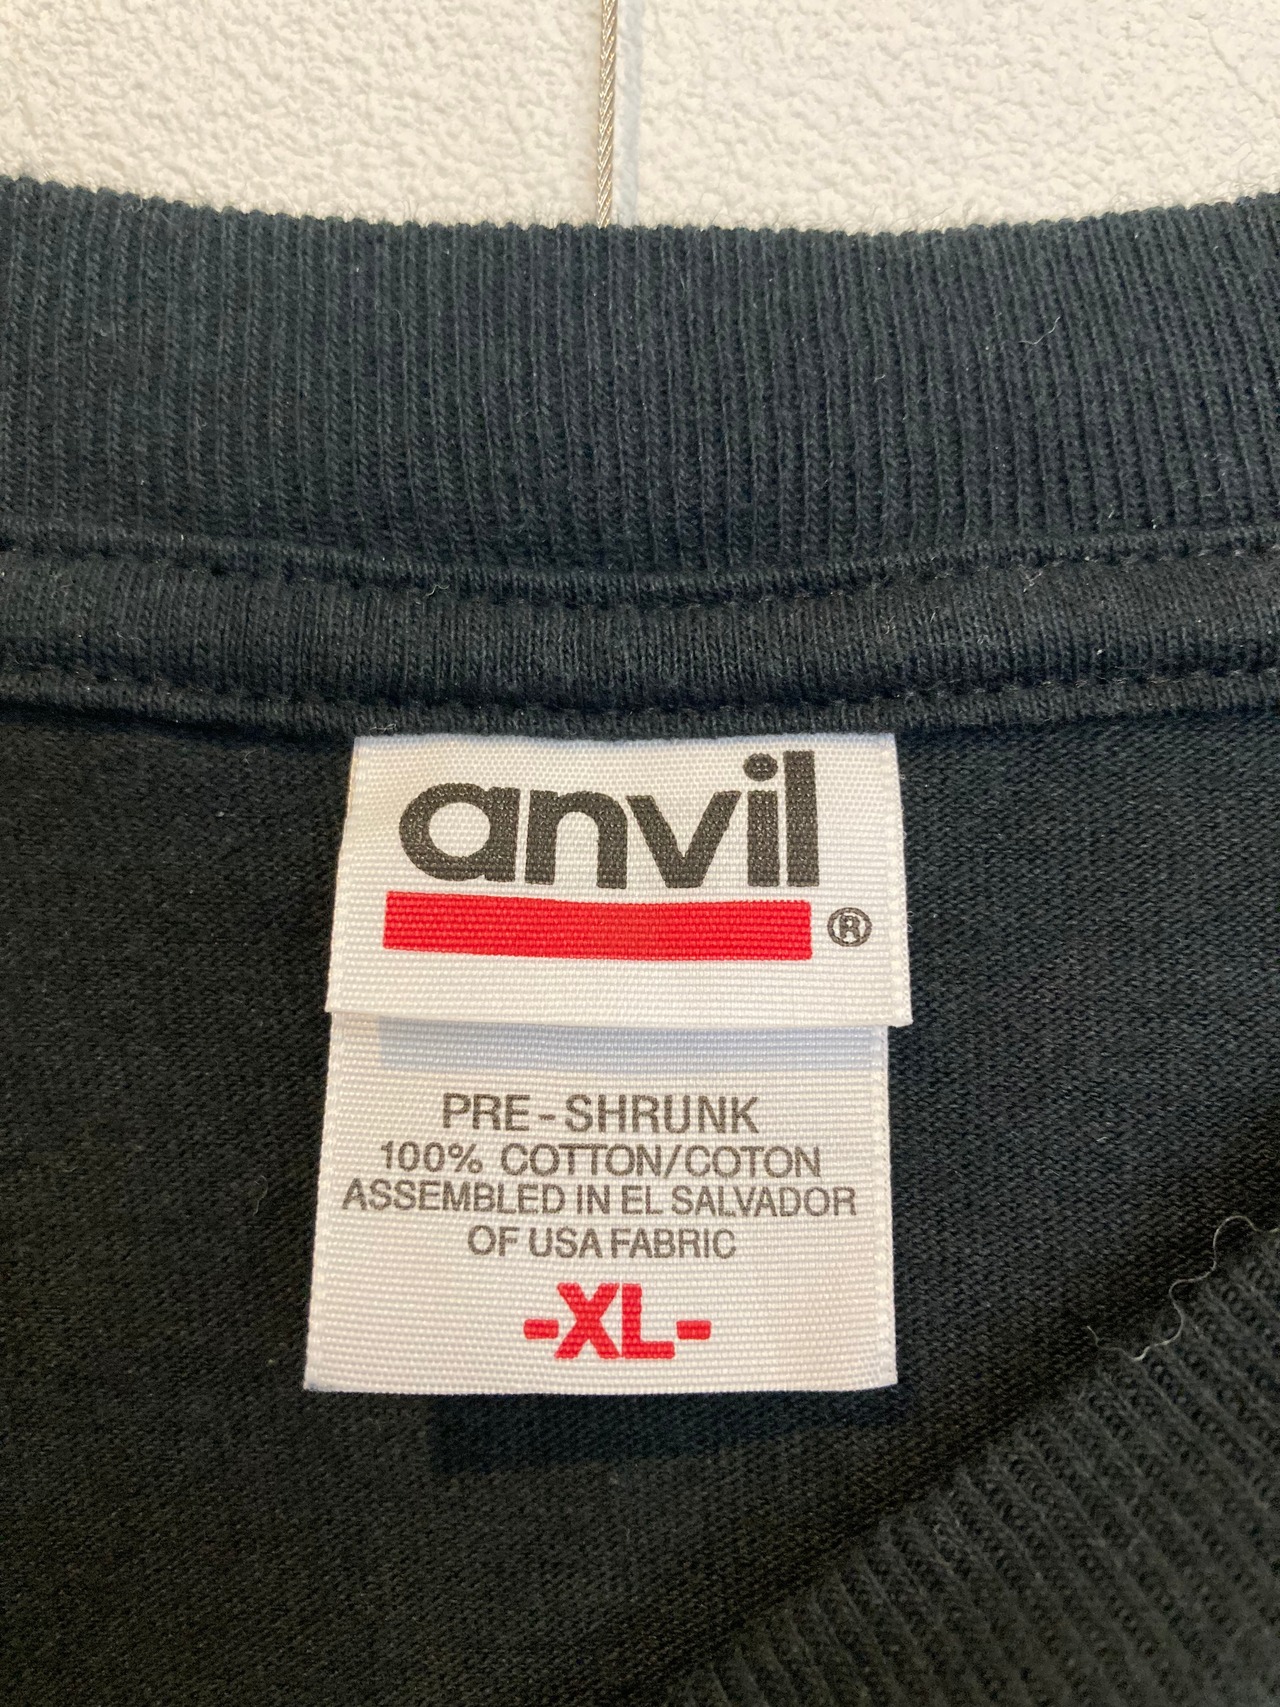 anvil
®
PRE-SHRUNK
100% COTTON/COTON
ASSEMBLED IN EL SALVADOR
OF USA FABRIC
-XL-